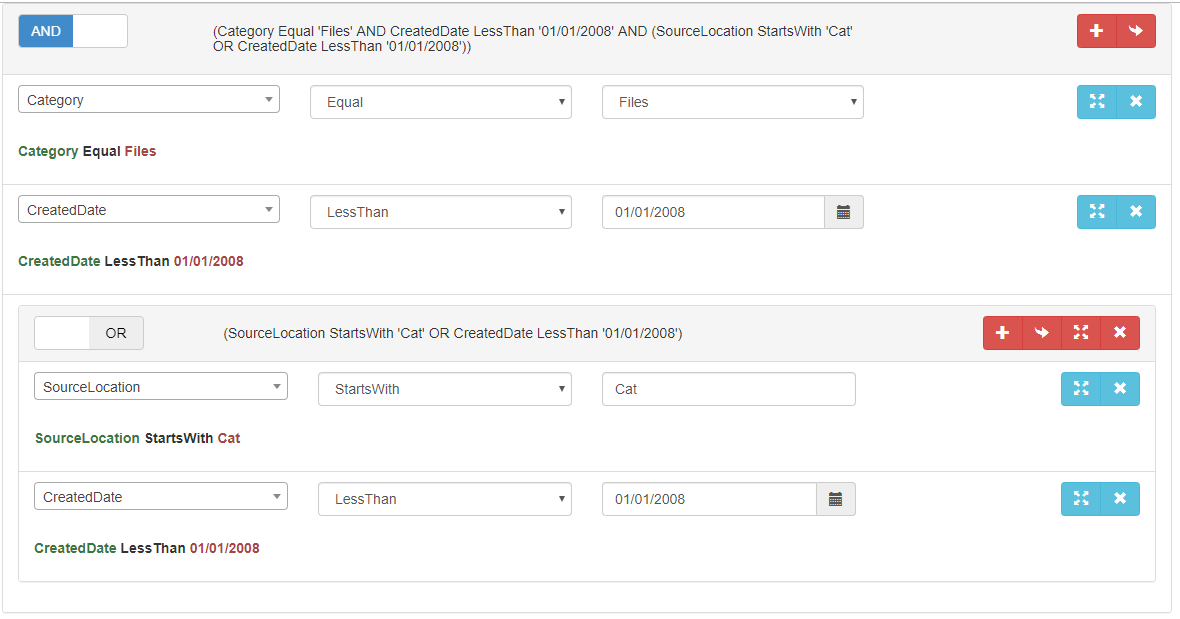 AND
(Category Equal 'Files' AND CreatedDate LessThan '01/01/2008' AND (SourceLocation StartsWith 'Cat'
OR CreatedDate LessThan '01/01/2008'))
Category Equal Files
Category Equal Files
CreatedDate LessThan 01/01/2008
CreatedDate LessThan 01/01/2008
OR (SourceLocation StartsWith 'Cat' OR CreatedDate LessThan '01/01/2008')
SourceLocation StartsWith Cat
SourceLocation StartsWith Cat
CreatedDate LessThan 01/01/2008
CreatedDate LessThan 01/01/2008